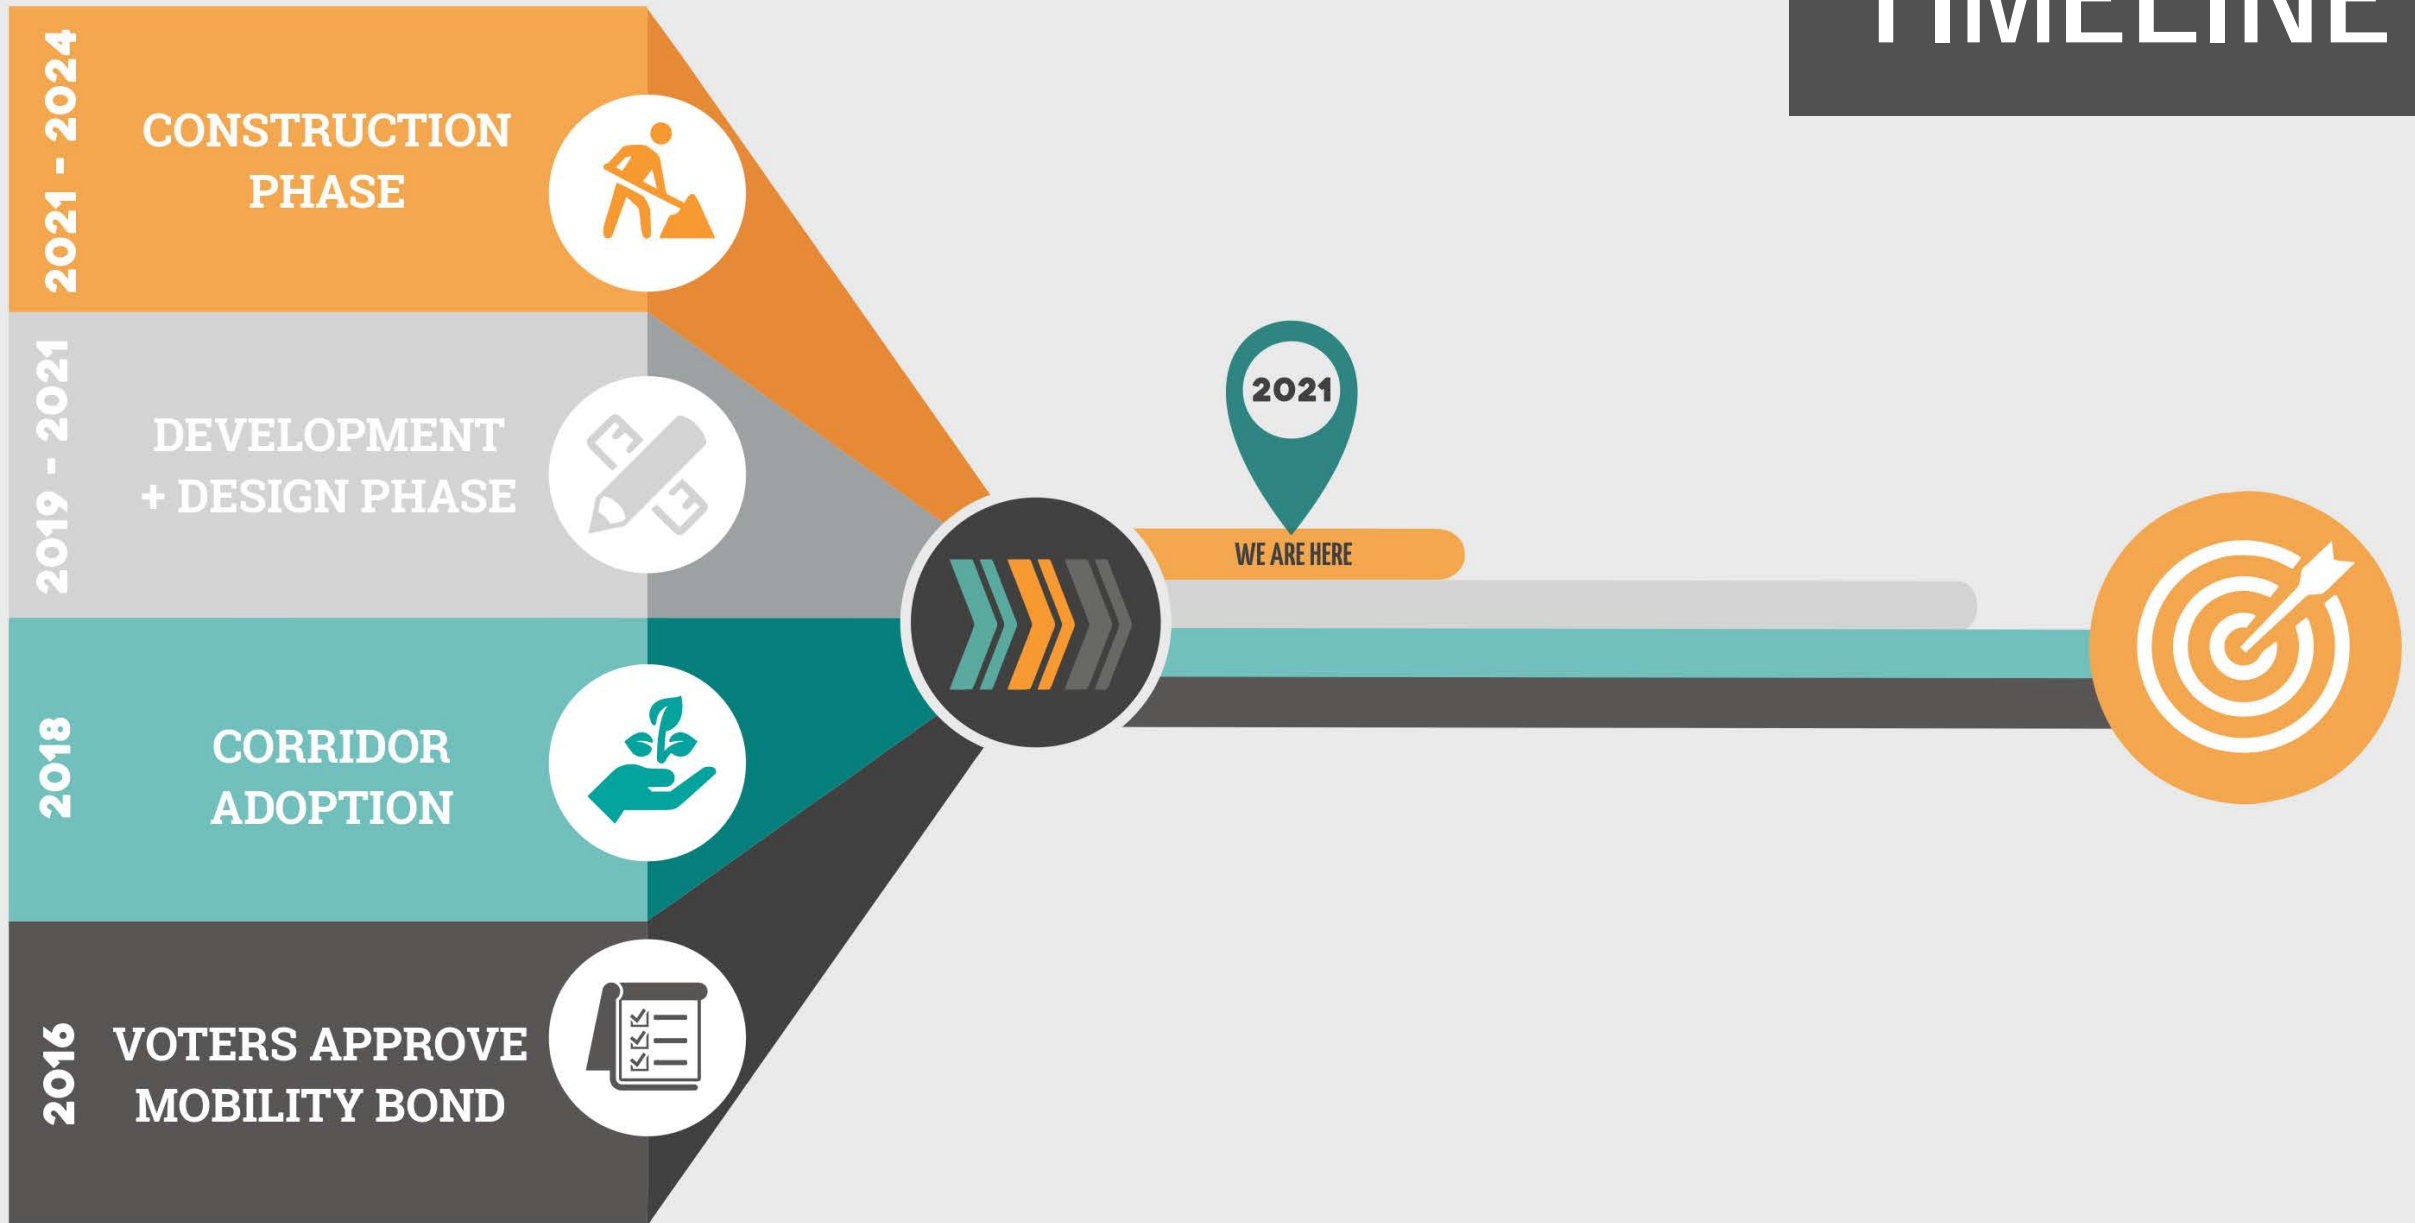 TIMELINE
2021 - 2024
CONSTRUCTION
PHASE
2019 - 2021
DEVELOPMENT
+ DESIGN PHASE
2018
CORRIDOR
ADOPTION
2016
VOTERS APPROVE
MOBILITY BOND
2021
WE ARE HERE